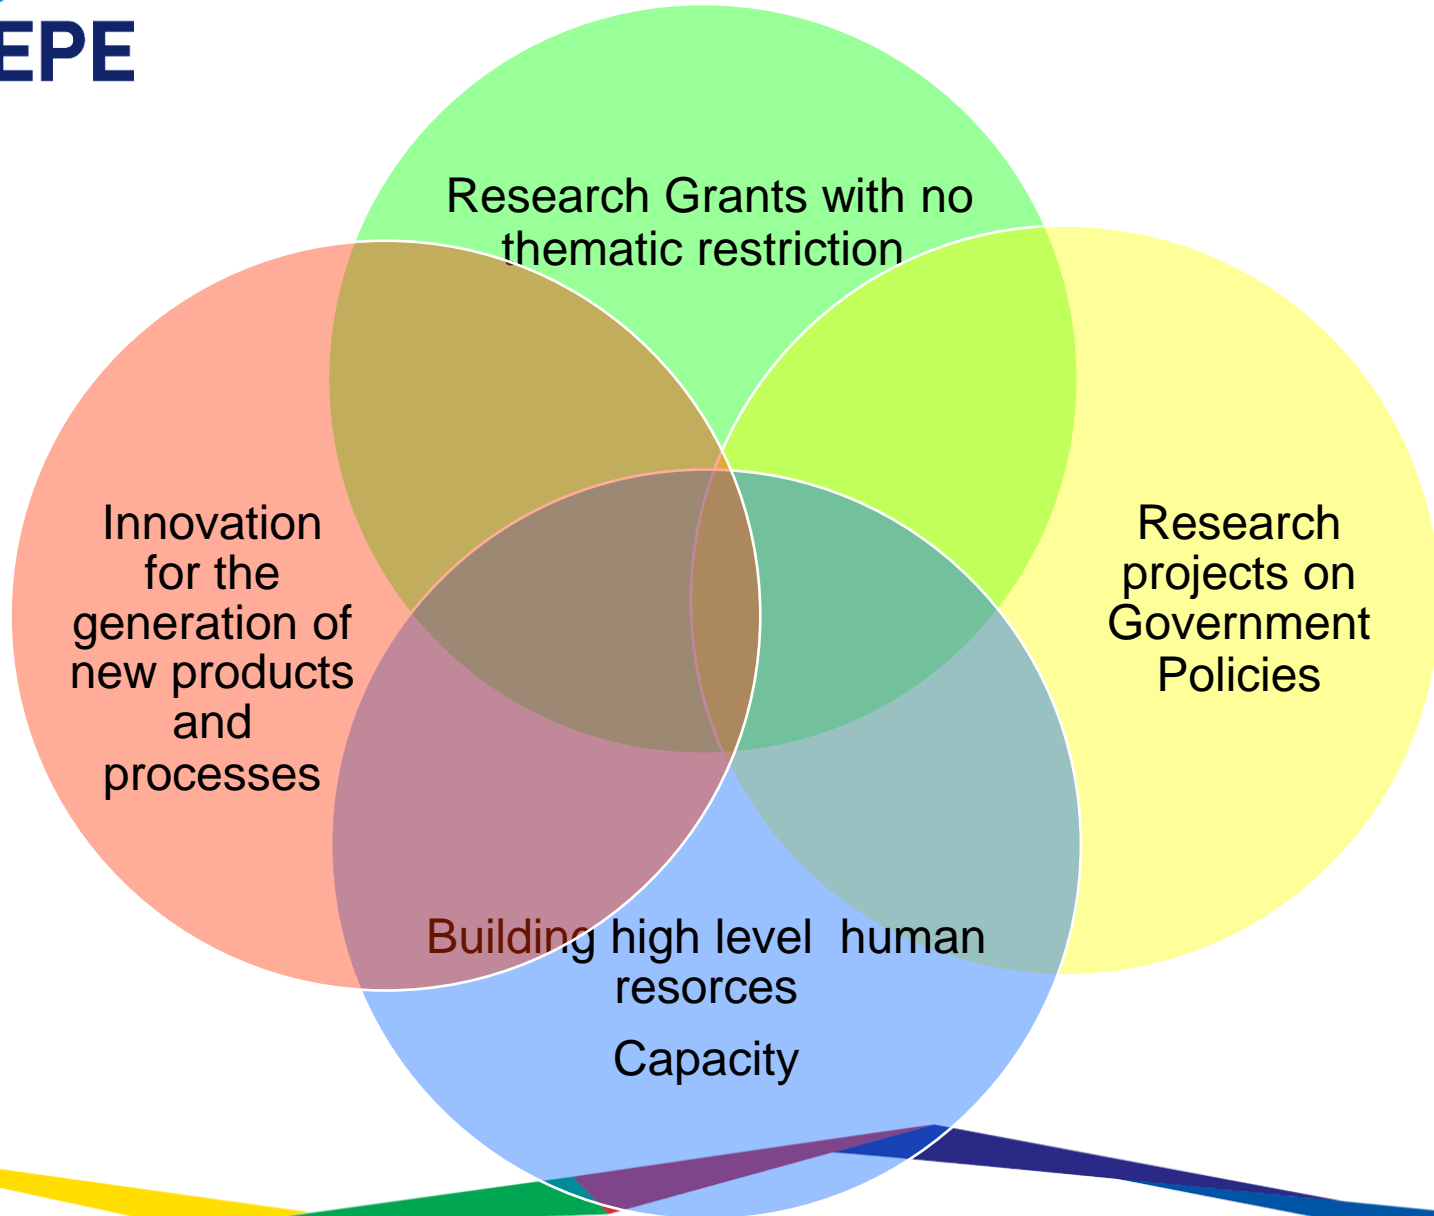 EPE
Research Grants with no
thematic restriction
Innovation
for the
generation of
new products
and
processes
Research
projects on
Government
Policies
Building high level  human
resorces
Capacity